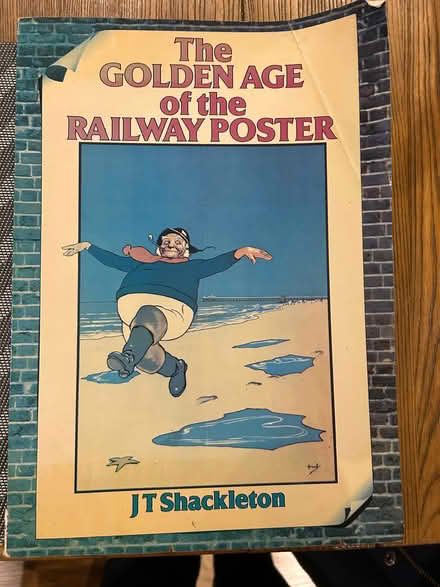 The
GOLDEN AGE
of the
RAILWAY POSTER
J T Shackleton